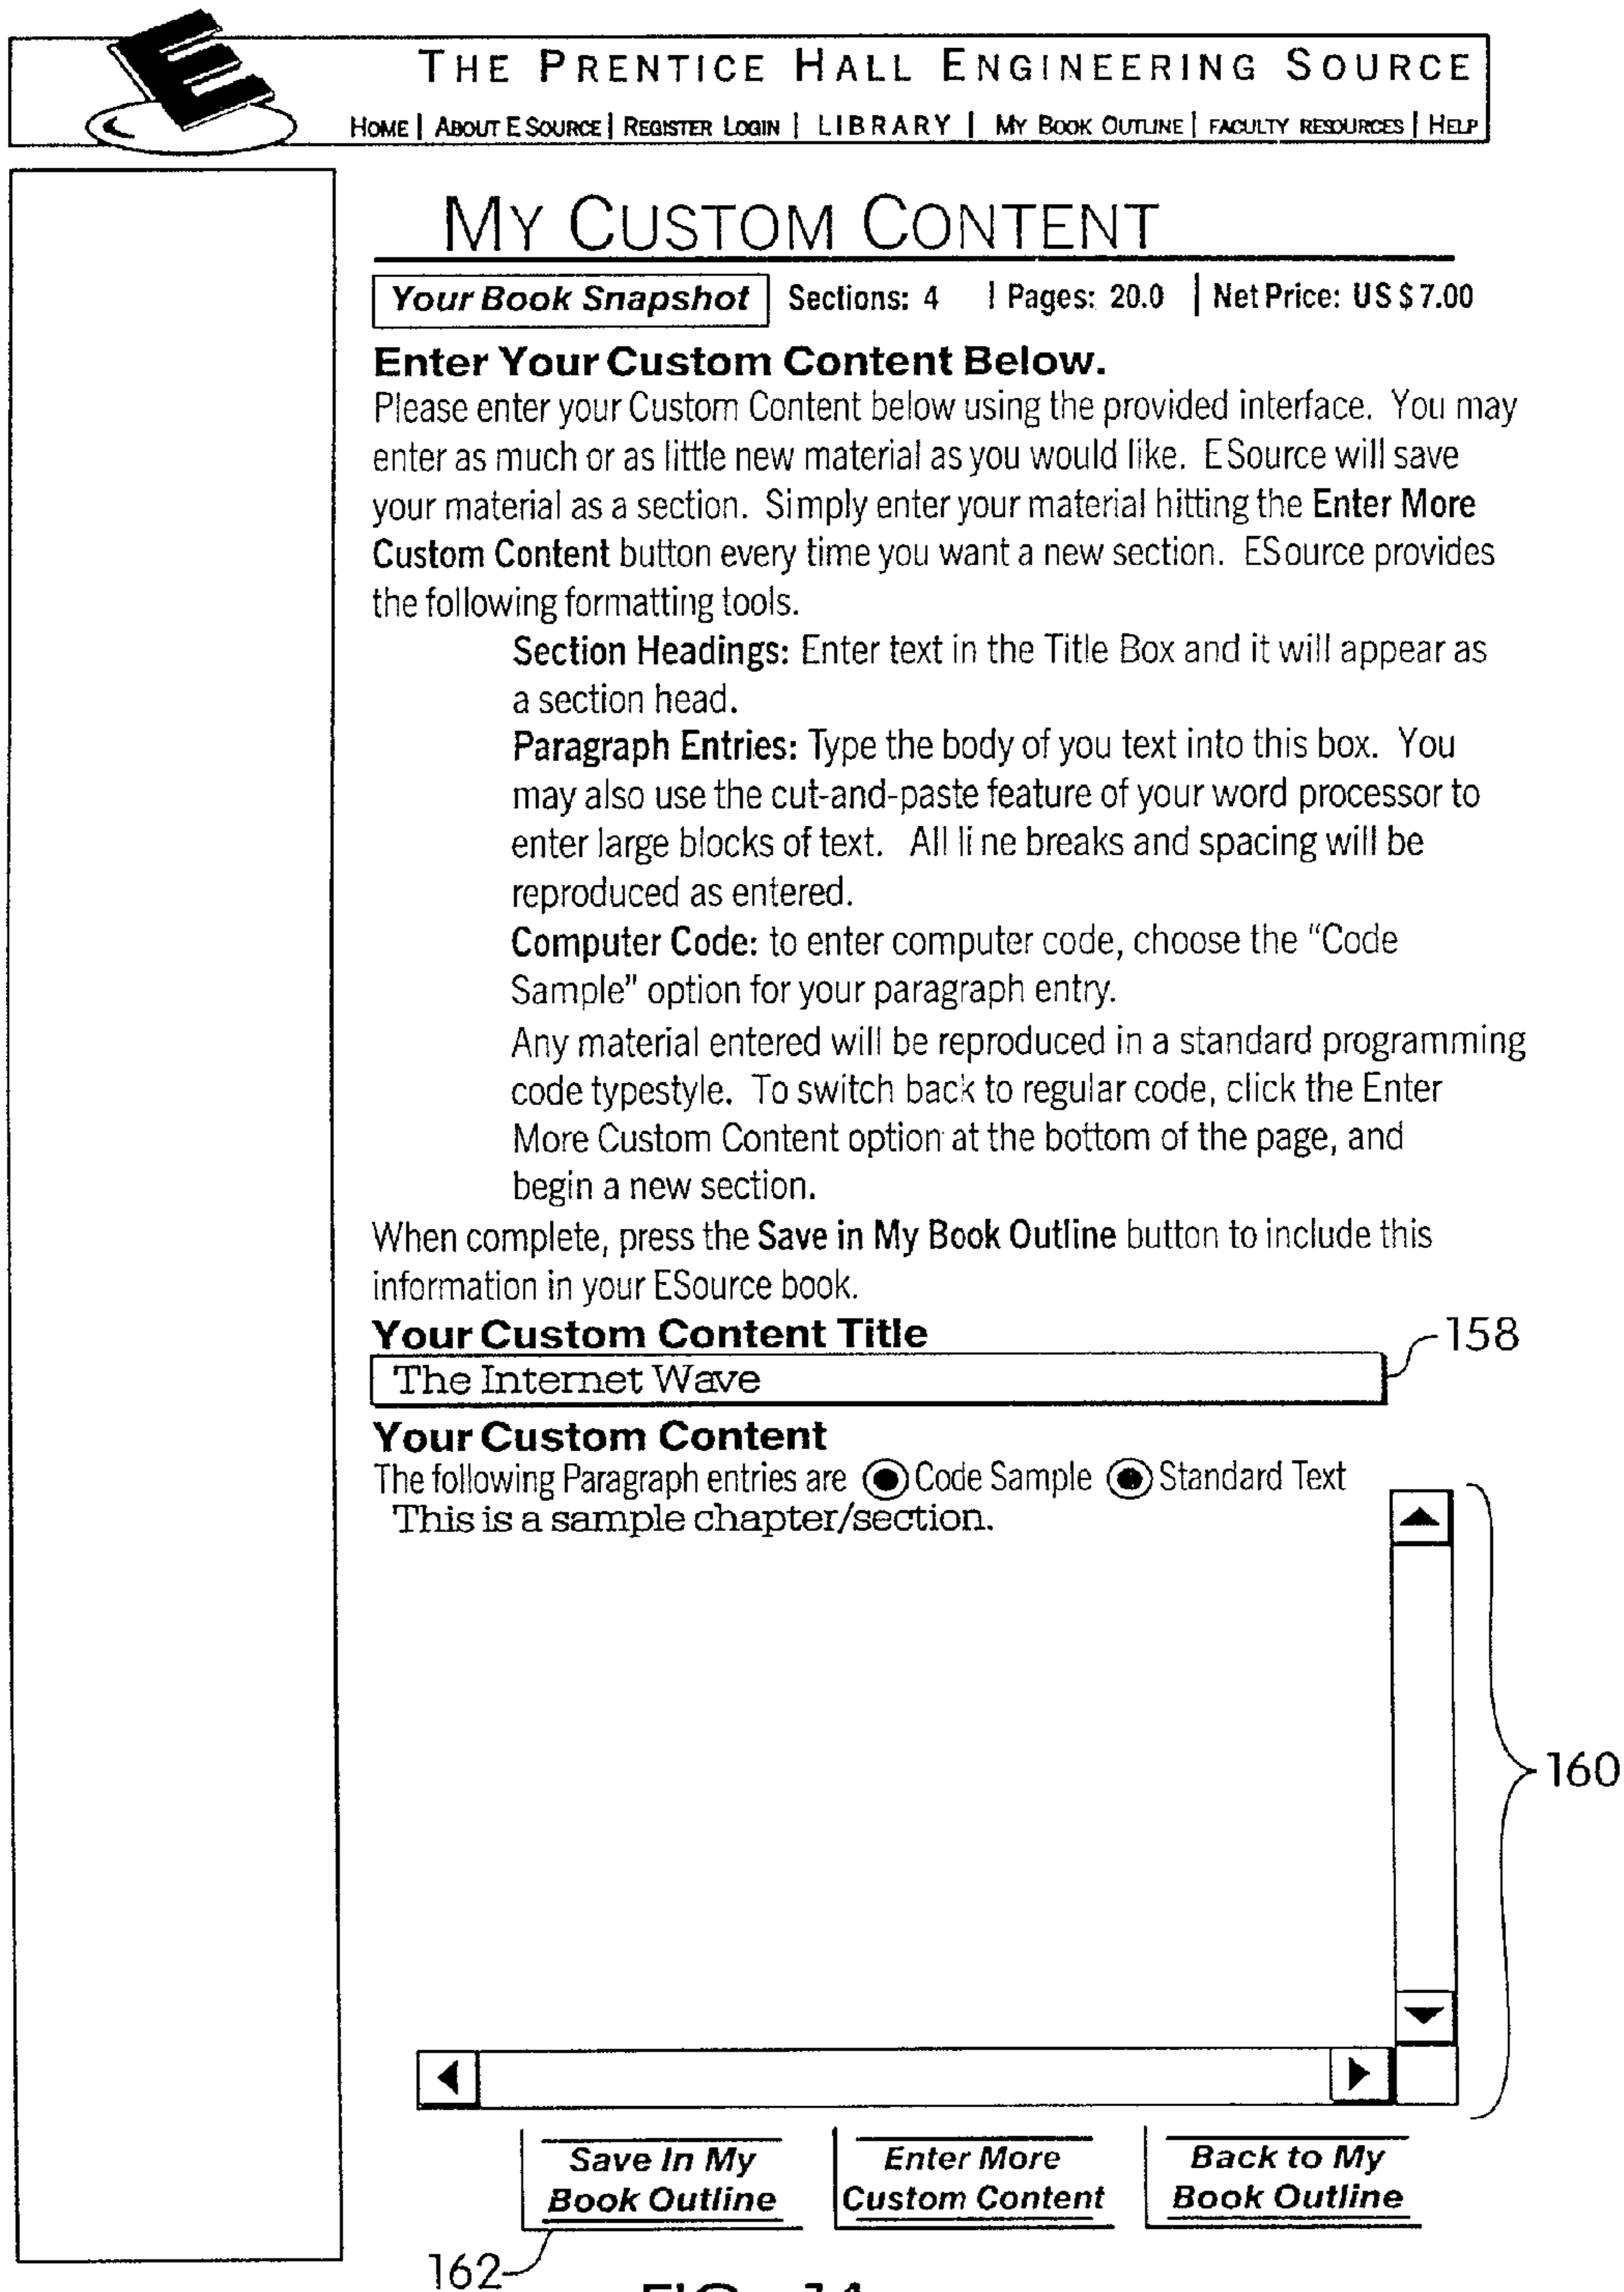 THE PRENTICE HALL ENGINEERING SOURCE
HOME | ABOUT ESOURCE | REGISTER LOGIN | LIBRARY | MY BOOK OUTLINE | FACULTY RESOURCES | HELP
MY CUSTOM CONTENT
Your Book Snapshot | Sections: 4 | Pages: 20.0 | Net Price: US $7.00
Enter Your Custom Content Below.
Please enter your Custom Content below using the provided interface. You may
enter as much or as little new material as you would like. ESource will save
your material as a section. Simply enter your material hitting the Enter More
Custom Content button every time you want a new section. ESource provides
the following formatting tools.
Section Headings: Enter text in the Title Box and it will appear as
a section head.
Paragraph Entries: Type the body of you text into this box. You
may also use the cut-and-paste feature of your word processor to
enter large blocks of text. All line breaks and spacing will be
reproduced as entered.
Computer Code: to enter computer code, choose the "Code
Sample" option for your paragraph entry.
Any material entered will be reproduced in a standard programming
code typestyle. To switch back to regular code, click the Enter
More Custom Content option at the bottom of the page, and
begin a new section.
When complete, press the Save in My Book Outline button to include this
information in your ESource book.
Your Custom Content Title
158
The Internet Wave
Your Custom Content
The following Paragraph entries are Code Sample Standard Text
This is a sample chapter/section.
160
Save In My Book Outline
Enter More Custom Content
Back to My Book Outline
162